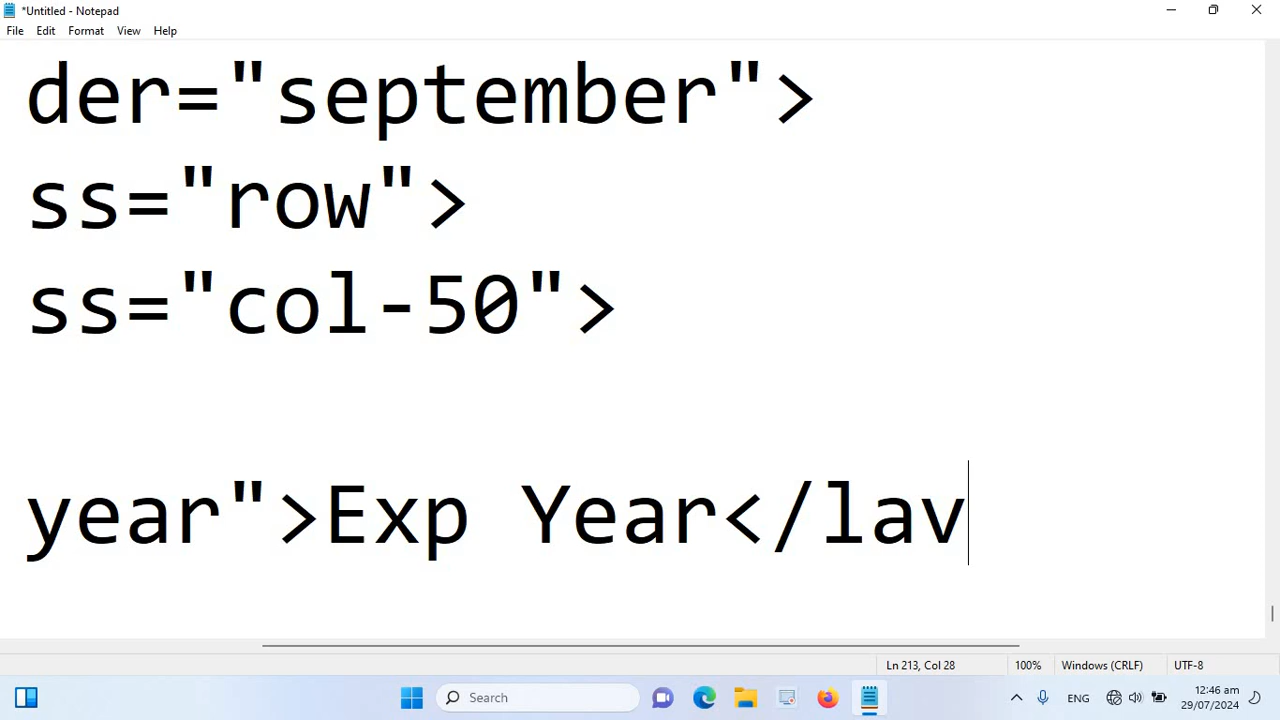 *Untitled - Notepad
File Edit Format View Help
der="september">
ss="row">
ss="col-50">
year">Exp Year</lav
Ln 213, Col 28 100% Windows (CRLF) UTF-8
Search ENG 12:46 am
29/07/2024